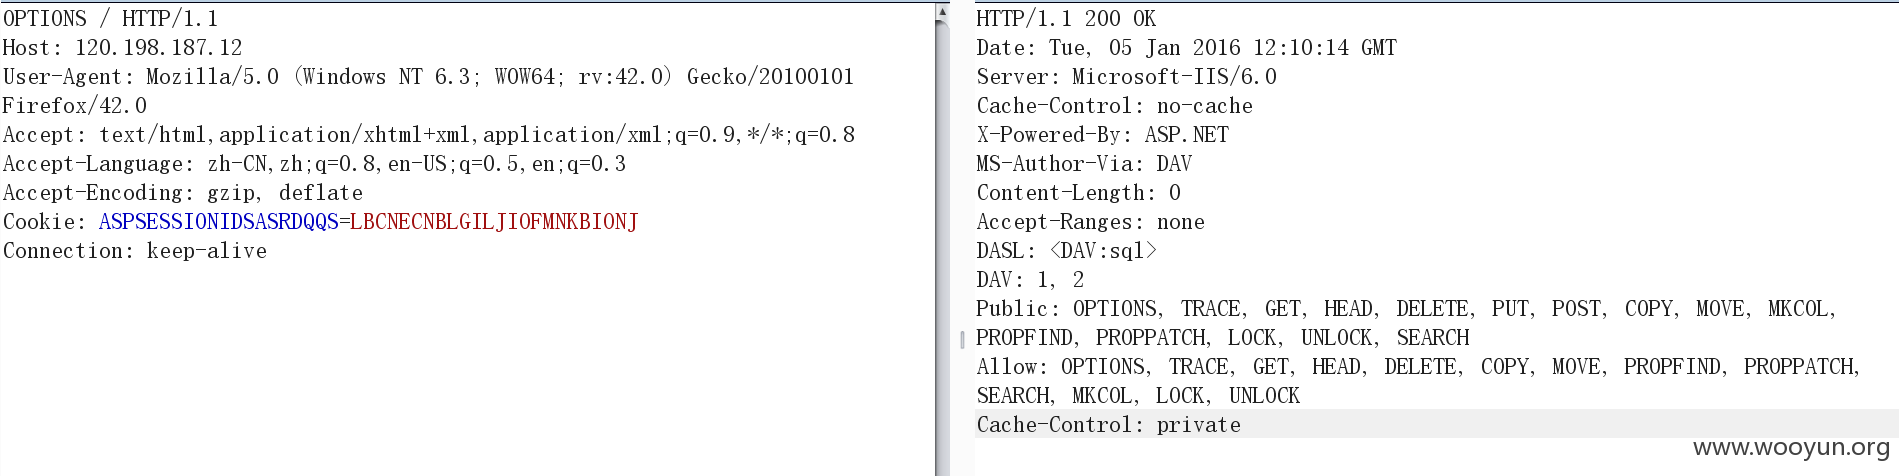 OPTIONS / HTTP/1.1
Host: 120.198.187.12
User-Agent: Mozilla/5.0 (Windows NT 6.3; WOW64; rv:42.0) Gecko/20100101
Firefox/42.0
Accept: text/html,application/xhtml+xml,application/xml;q=0.9,*/*;q=0.8
Accept-Language: zh-CN,zh;q=0.8,en-US;q=0.5,en;q=0.3
Accept-Encoding: gzip, deflate
Cookie: ASPSESSIONIDSASRDQQS=LBCNECNBLGILJIOFMNKBIONJ
Connection: keep-alive
HTTP/1.1 200 OK
Date: Tue, 05 Jan 2016 12:10:14 GMT
Server: Microsoft-IIS/6.0
Cache-Control: no-cache
X-Powered-By: ASP.NET
MS-Author-Via: DAV
Content-Length: 0
Accept-Ranges: none
DASL: <DAV:sql>
DAV: 1, 2
Public: OPTIONS, TRACE, GET, HEAD, DELETE, PUT, POST, COPY, MOVE, MKCOL,
PROPFIND, PROPPATCH, LOCK, UNLOCK, SEARCH
Allow: OPTIONS, TRACE, GET, HEAD, DELETE, COPY, MOVE, PROPFIND, PROPPATCH,
SEARCH, MKCOL, LOCK, UNLOCK
Cache-Control: private
www.wooyun.org